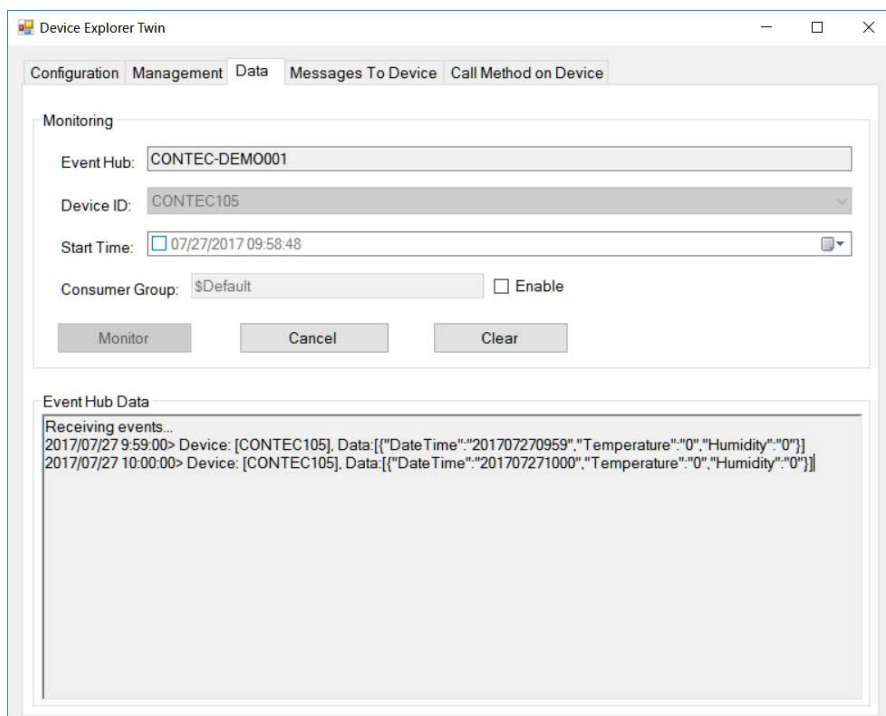 Device Explorer Twin
Configuration Management Data Messages To Device Call Method on Device
Monitoring
Event Hub: CONTEC-DEMO001
Device ID: CONTEC105
Start Time: 07/27/2017 09:58:48
Consumer Group: $Default Enable
Monitor Cancel Clear
Event Hub Data
Receiving events...
2017/07/27 9:59:00> Device: [CONTEC105], Data:[{"DateTime":"201707270959","Temperature":"0","Humidity":"0"}]
2017/07/27 10:00:00> Device: [CONTEC105], Data:[{"DateTime":"201707271000","Temperature":"0","Humidity":"0"}]